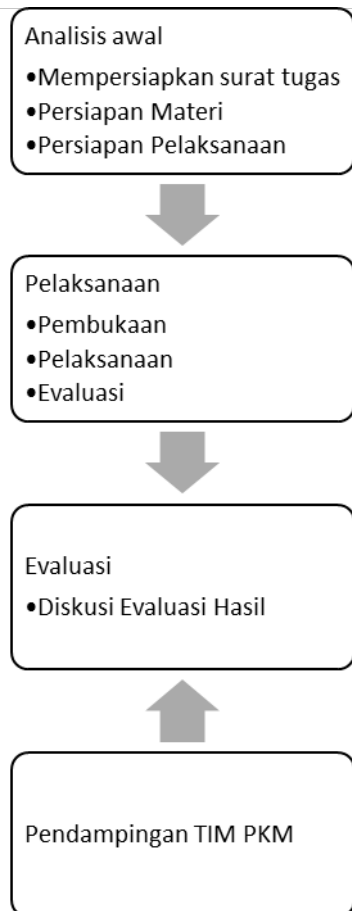 Analisis awal
•Mempersiapkan surat tugas
•Persiapan Materi
•Persiapan Pelaksanaan
Pelaksanaan
•Pembukaan
•Pelaksanaan
•Evaluasi
Evaluasi
•Diskusi Evaluasi Hasil
Pendampingan TIM PKM